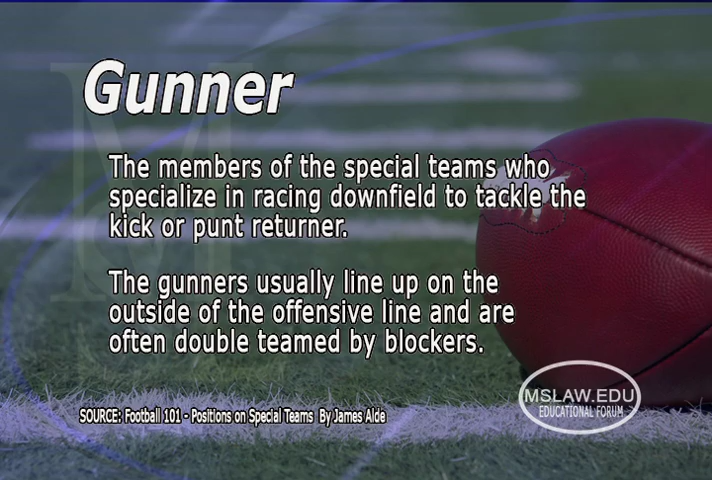 Gunner
The members of the special teams who
specialize in racing downfield to tackle the
kick or punt returner.
The gunners usually line up on the
outside of the offensive line and are
often double teamed by blockers.
SOURCE: Football 101 - Positions on Special Teams By James Alde
MSLAW.EDU
EDUCATIONAL FORUM